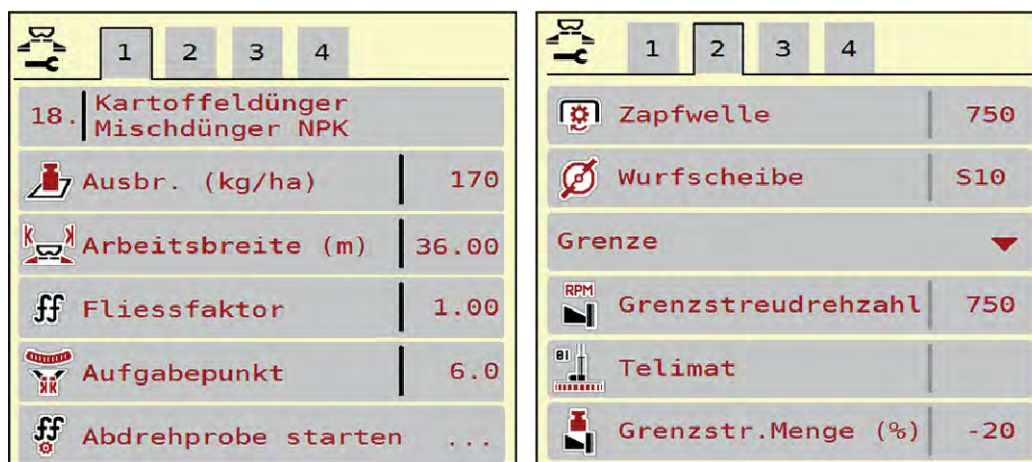 1 2 3 4
18. Kartoffeldünger
Mischdünger NPK
Ausbr. (kg/ha) 170
Arbeitsbreite (m) 36.00
ff Fliessfaktor 1.00
Aufgabepunkt 6.0
ff Abdrehprobe starten ...
1 2 3 4
Zapfwelle 750
Wurfscheibe S10
Grenze
RPM Grenzstreudrehzahl 750
Telimat
Grenzstr.Menge (%) -20